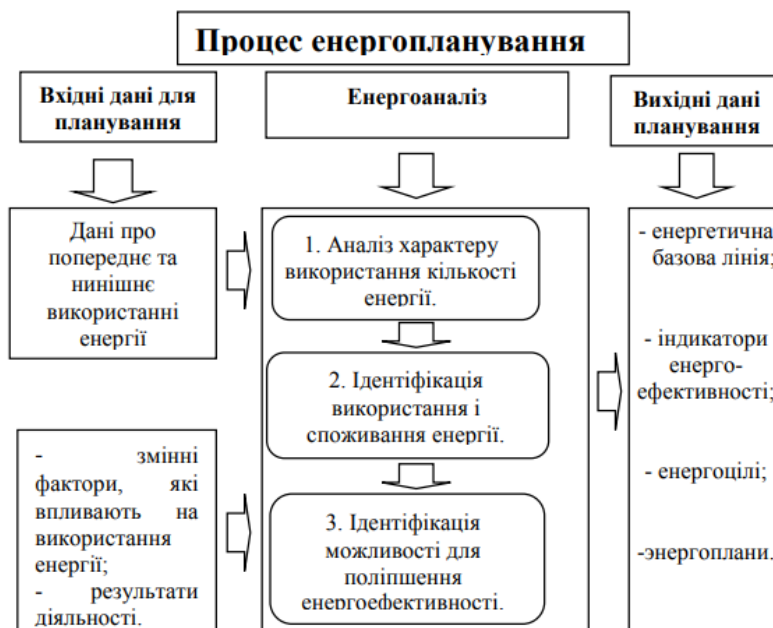 Процес енергопланування
Вхідні дані для
планування
Енергоаналіз
Вихідні дані
планування
Дані про
попереднє та
нинішнє
використанні
енергії
- змінні
фактори, які
впливають на
використання
енергії;
- результати
діяльності.
1. Аналіз характеру
використання кількості
енергії.
2. Ідентифікація
використання і
споживання енергії.
3. Ідентифікація
можливості для
поліпшення
енергоефективності.
- енергетична
базова лінія;
- індикатори
енерго-
ефективності;
- енергоцілі;
-энергоплани.